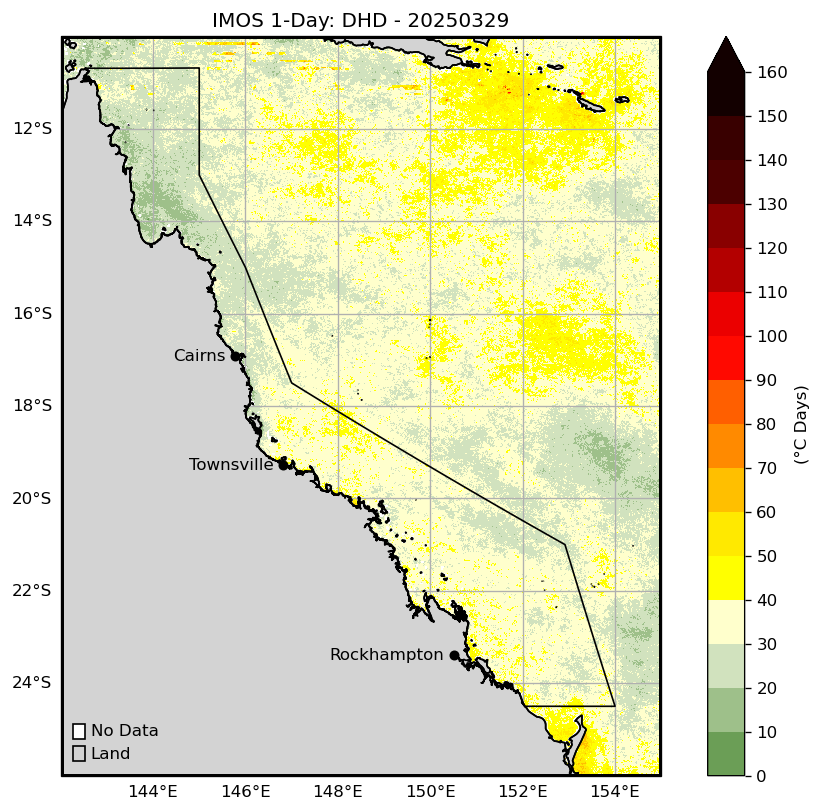 IMOS 1-Day: DHD - 20250329
12°S
14°S
16°S
18°S
20°S
22°S
24°S
Cairns
Townsville
Rockhampton
No Data
Land
144°E 146°E 148°E 150°E 152°E 154°E
160
150
140
130
120
110
100
90
80
70
60
50
40
30
20
10
0
(°C Days)